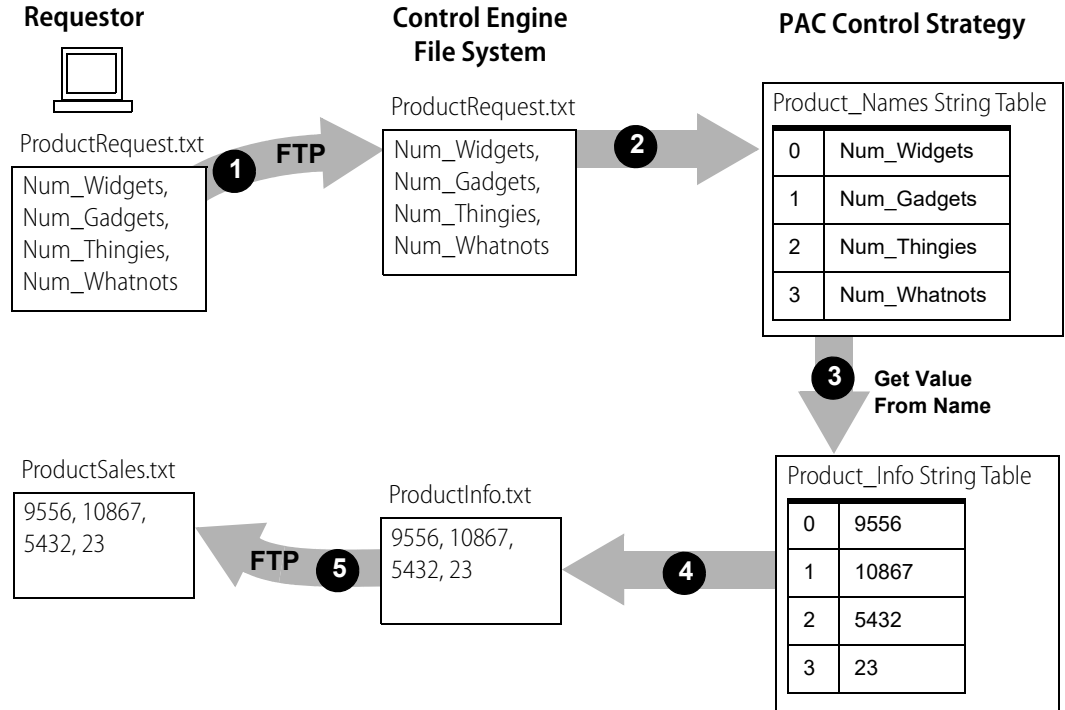 Requestor
Control Engine
File System
PAC Control Strategy
ProductRequest.txt
Num_Widgets,
Num_Gadgets,
Num_Thingies,
Num_Whatnots
1
FTP
ProductRequest.txt
Num_Widgets,
Num_Gadgets,
Num_Thingies,
Num_Whatnots
2
Product_Names String Table
0 Num_Widgets
1 Num_Gadgets
2 Num_Thingies
3 Num_Whatnots
3
Get Value
From Name
Product_Info String Table
0 9556
1 10867
2 5432
3 23
4
ProductInfo.txt
9556, 10867,
5432, 23
FTP 5
ProductSales.txt
9556, 10867,
5432, 23